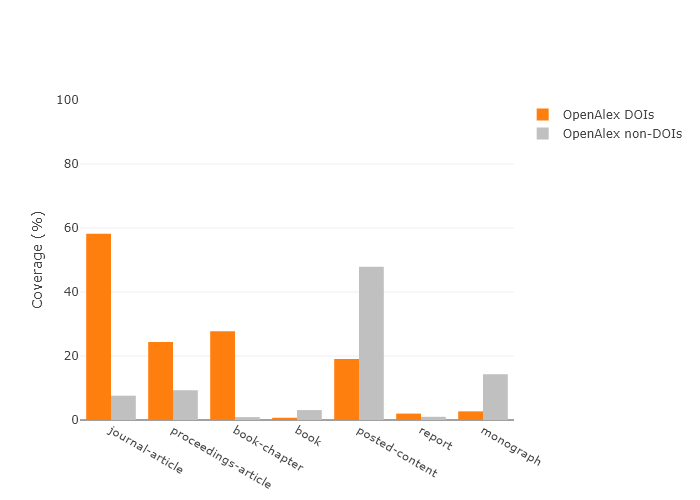 100
80
60
40
20
0
Coverage (%)
OpenAlex DOIs
OpenAlex non-DOIs
journal-article
proceedings-article
book-chapter
book
posted-content
report
monograph